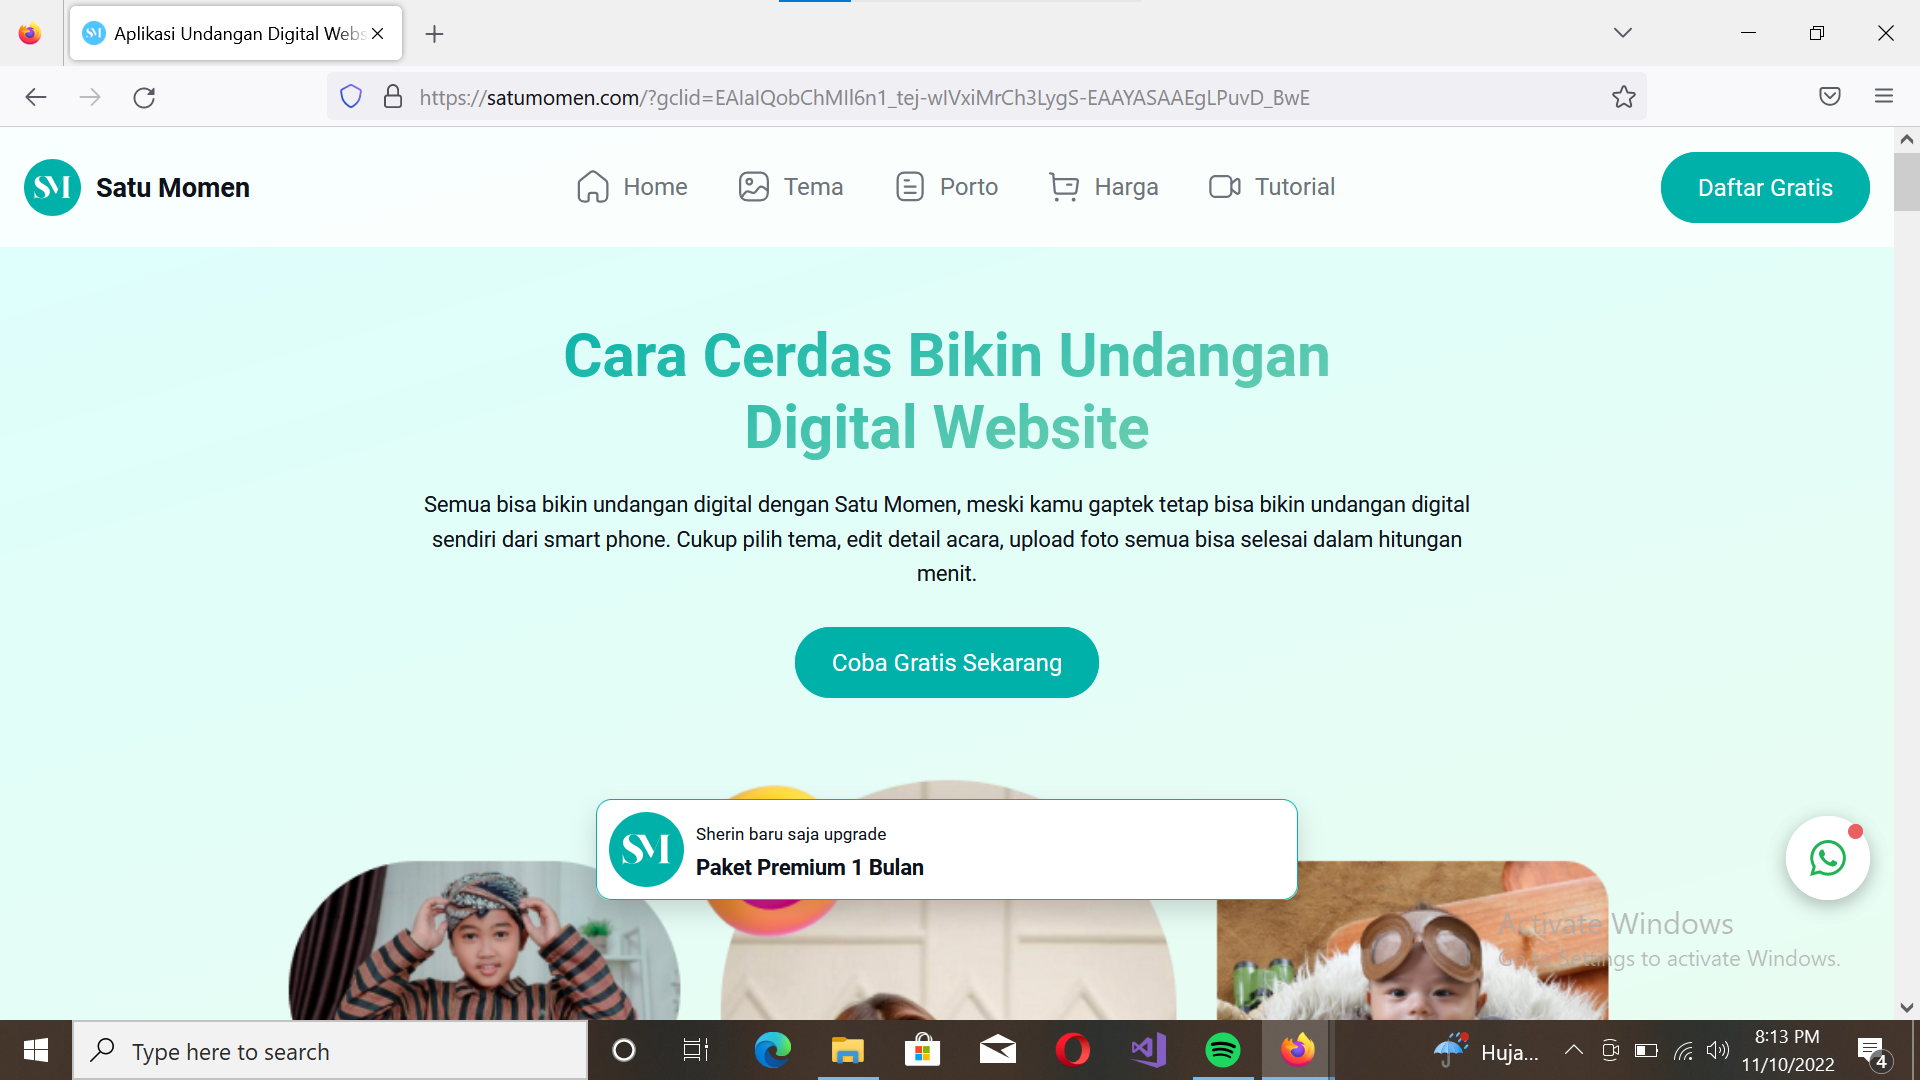 Aplikasi Undangan Digital Webs
https://satumomen.com/?gclid=EAIaIQobChMIl6n1_tej-wIVxiMrCh3LygS-EAAYASAAEgLPuvD_BwE
SM Satu Momen
Home
Tema
Porto
Harga
Tutorial
Daftar Gratis
Cara Cerdas Bikin Undangan
Digital Website
Semua bisa bikin undangan digital dengan Satu Momen, meski kamu gaptek tetap bisa bikin undangan digital
sendiri dari smart phone. Cukup pilih tema, edit detail acara, upload foto semua bisa selesai dalam hitungan
menit.
Coba Gratis Sekarang
SM
Sherin baru saja upgrade
Paket Premium 1 Bulan
Activate Windows
Go to Settings to activate Windows.
Type here to search
Huja...
8:13 PM
11/10/2022
4